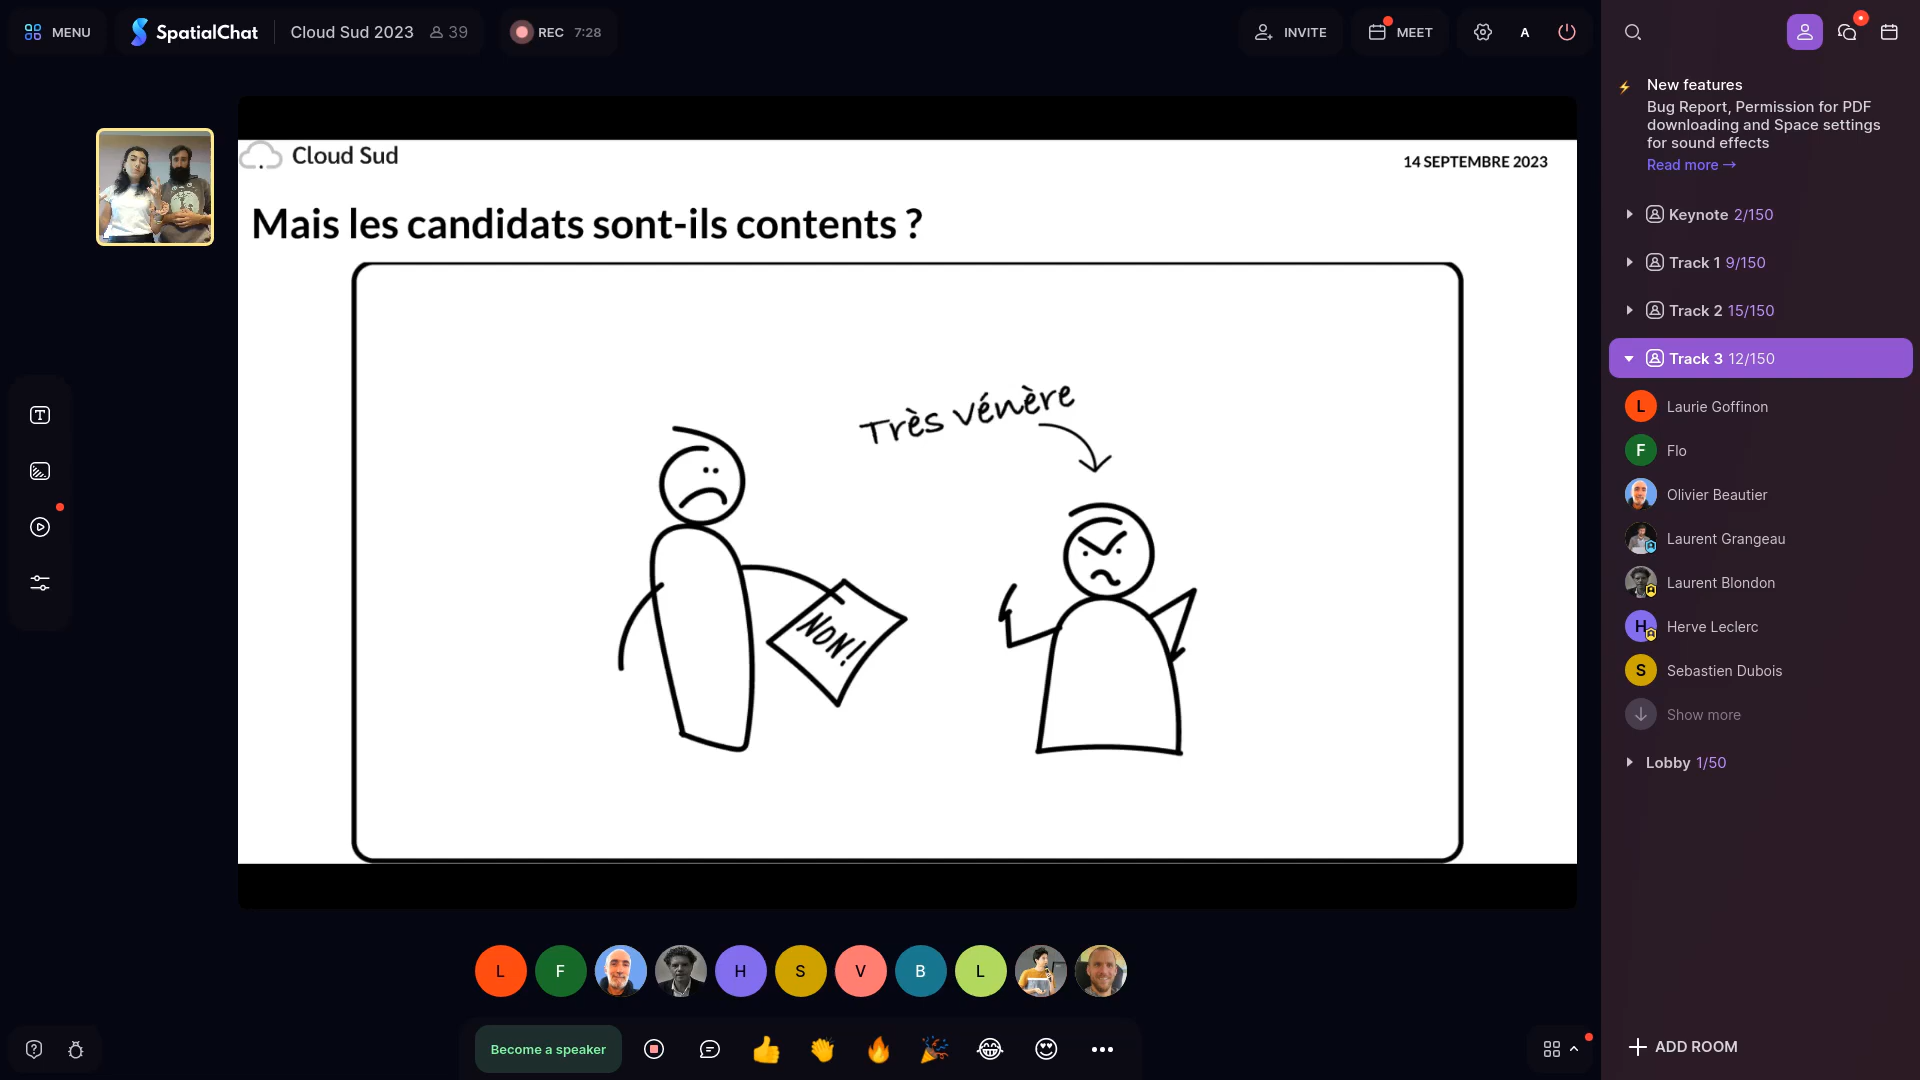 MENU
SpatialChat
Cloud Sud 2023
39
REC 7:28
INVITE
MEET
A
Cloud Sud
14 SEPTEMBRE 2023
Mais les candidats sont-ils contents ?
Très vénère
NON!
L
F
H
S
V
B
L
Become a speaker
New features
Bug Report, Permission for PDF
downloading and Space settings
for sound effects
Read more →
Keynote 2/150
Track 1 9/150
Track 2 15/150
Track 3 12/150
L Laurie Goffinon
F Flo
Olivier Beautier
Laurent Grangeau
Laurent Blondon
H Herve Leclerc
S Sebastien Dubois
Show more
Lobby 1/50
ADD ROOM